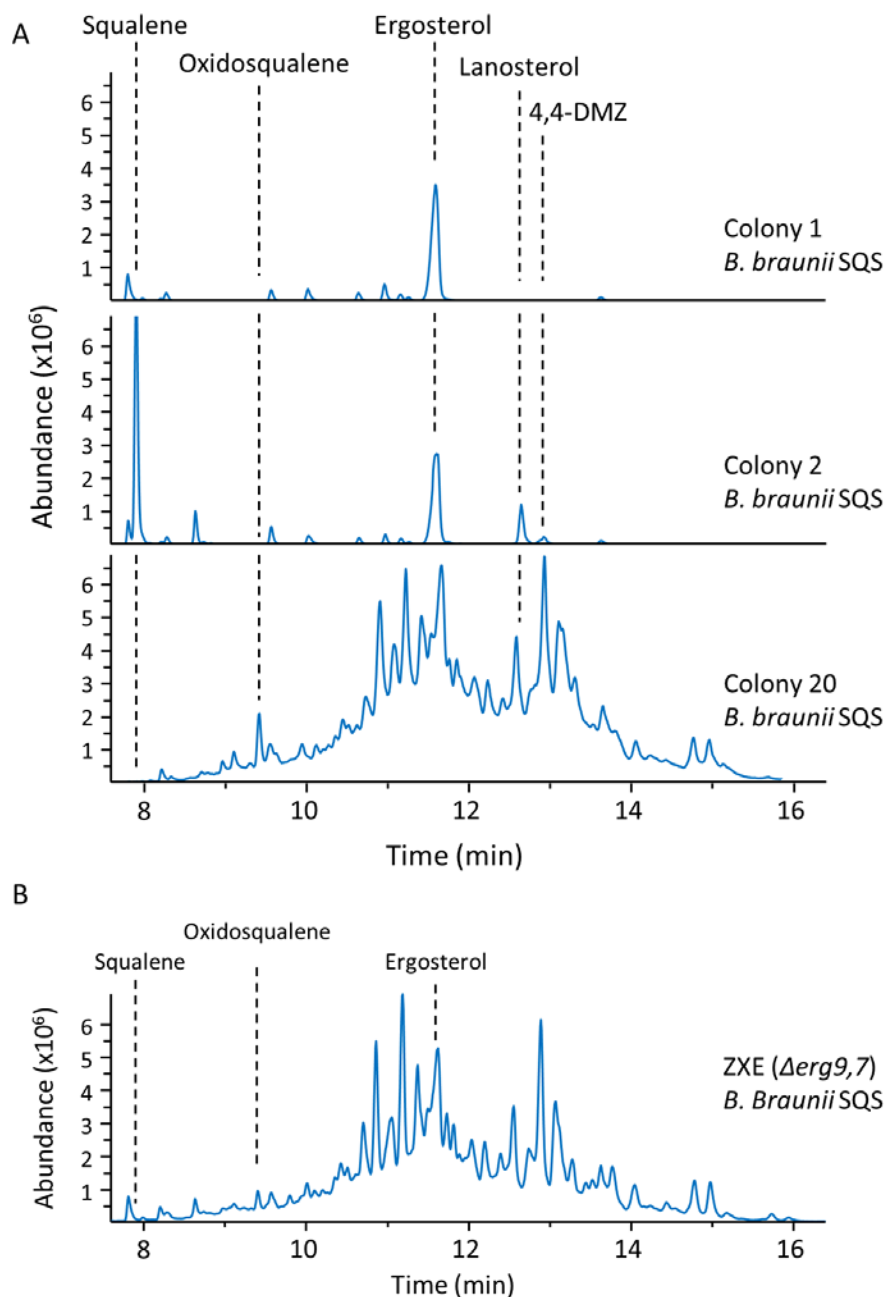 A
Squalene
Ergosterol
Oxidosqualene
Lanosterol
4,4-DMZ
6
5
4
3
2
1
Colony 1
B. braunii SQS
6
5
4
3
2
1
Colony 2
B. braunii SQS
6
5
4
3
2
1
Colony 20
B. braunii SQS
Abundance (x10⁶)
8
10
12
14
16
Time (min)
B
Oxidosqualene
Squalene
Ergosterol
6
5
4
3
2
1
ZXE (Δerg9,7)
B. Braunii SQS
Abundance (x10⁶)
8
10
12
14
16
Time (min)